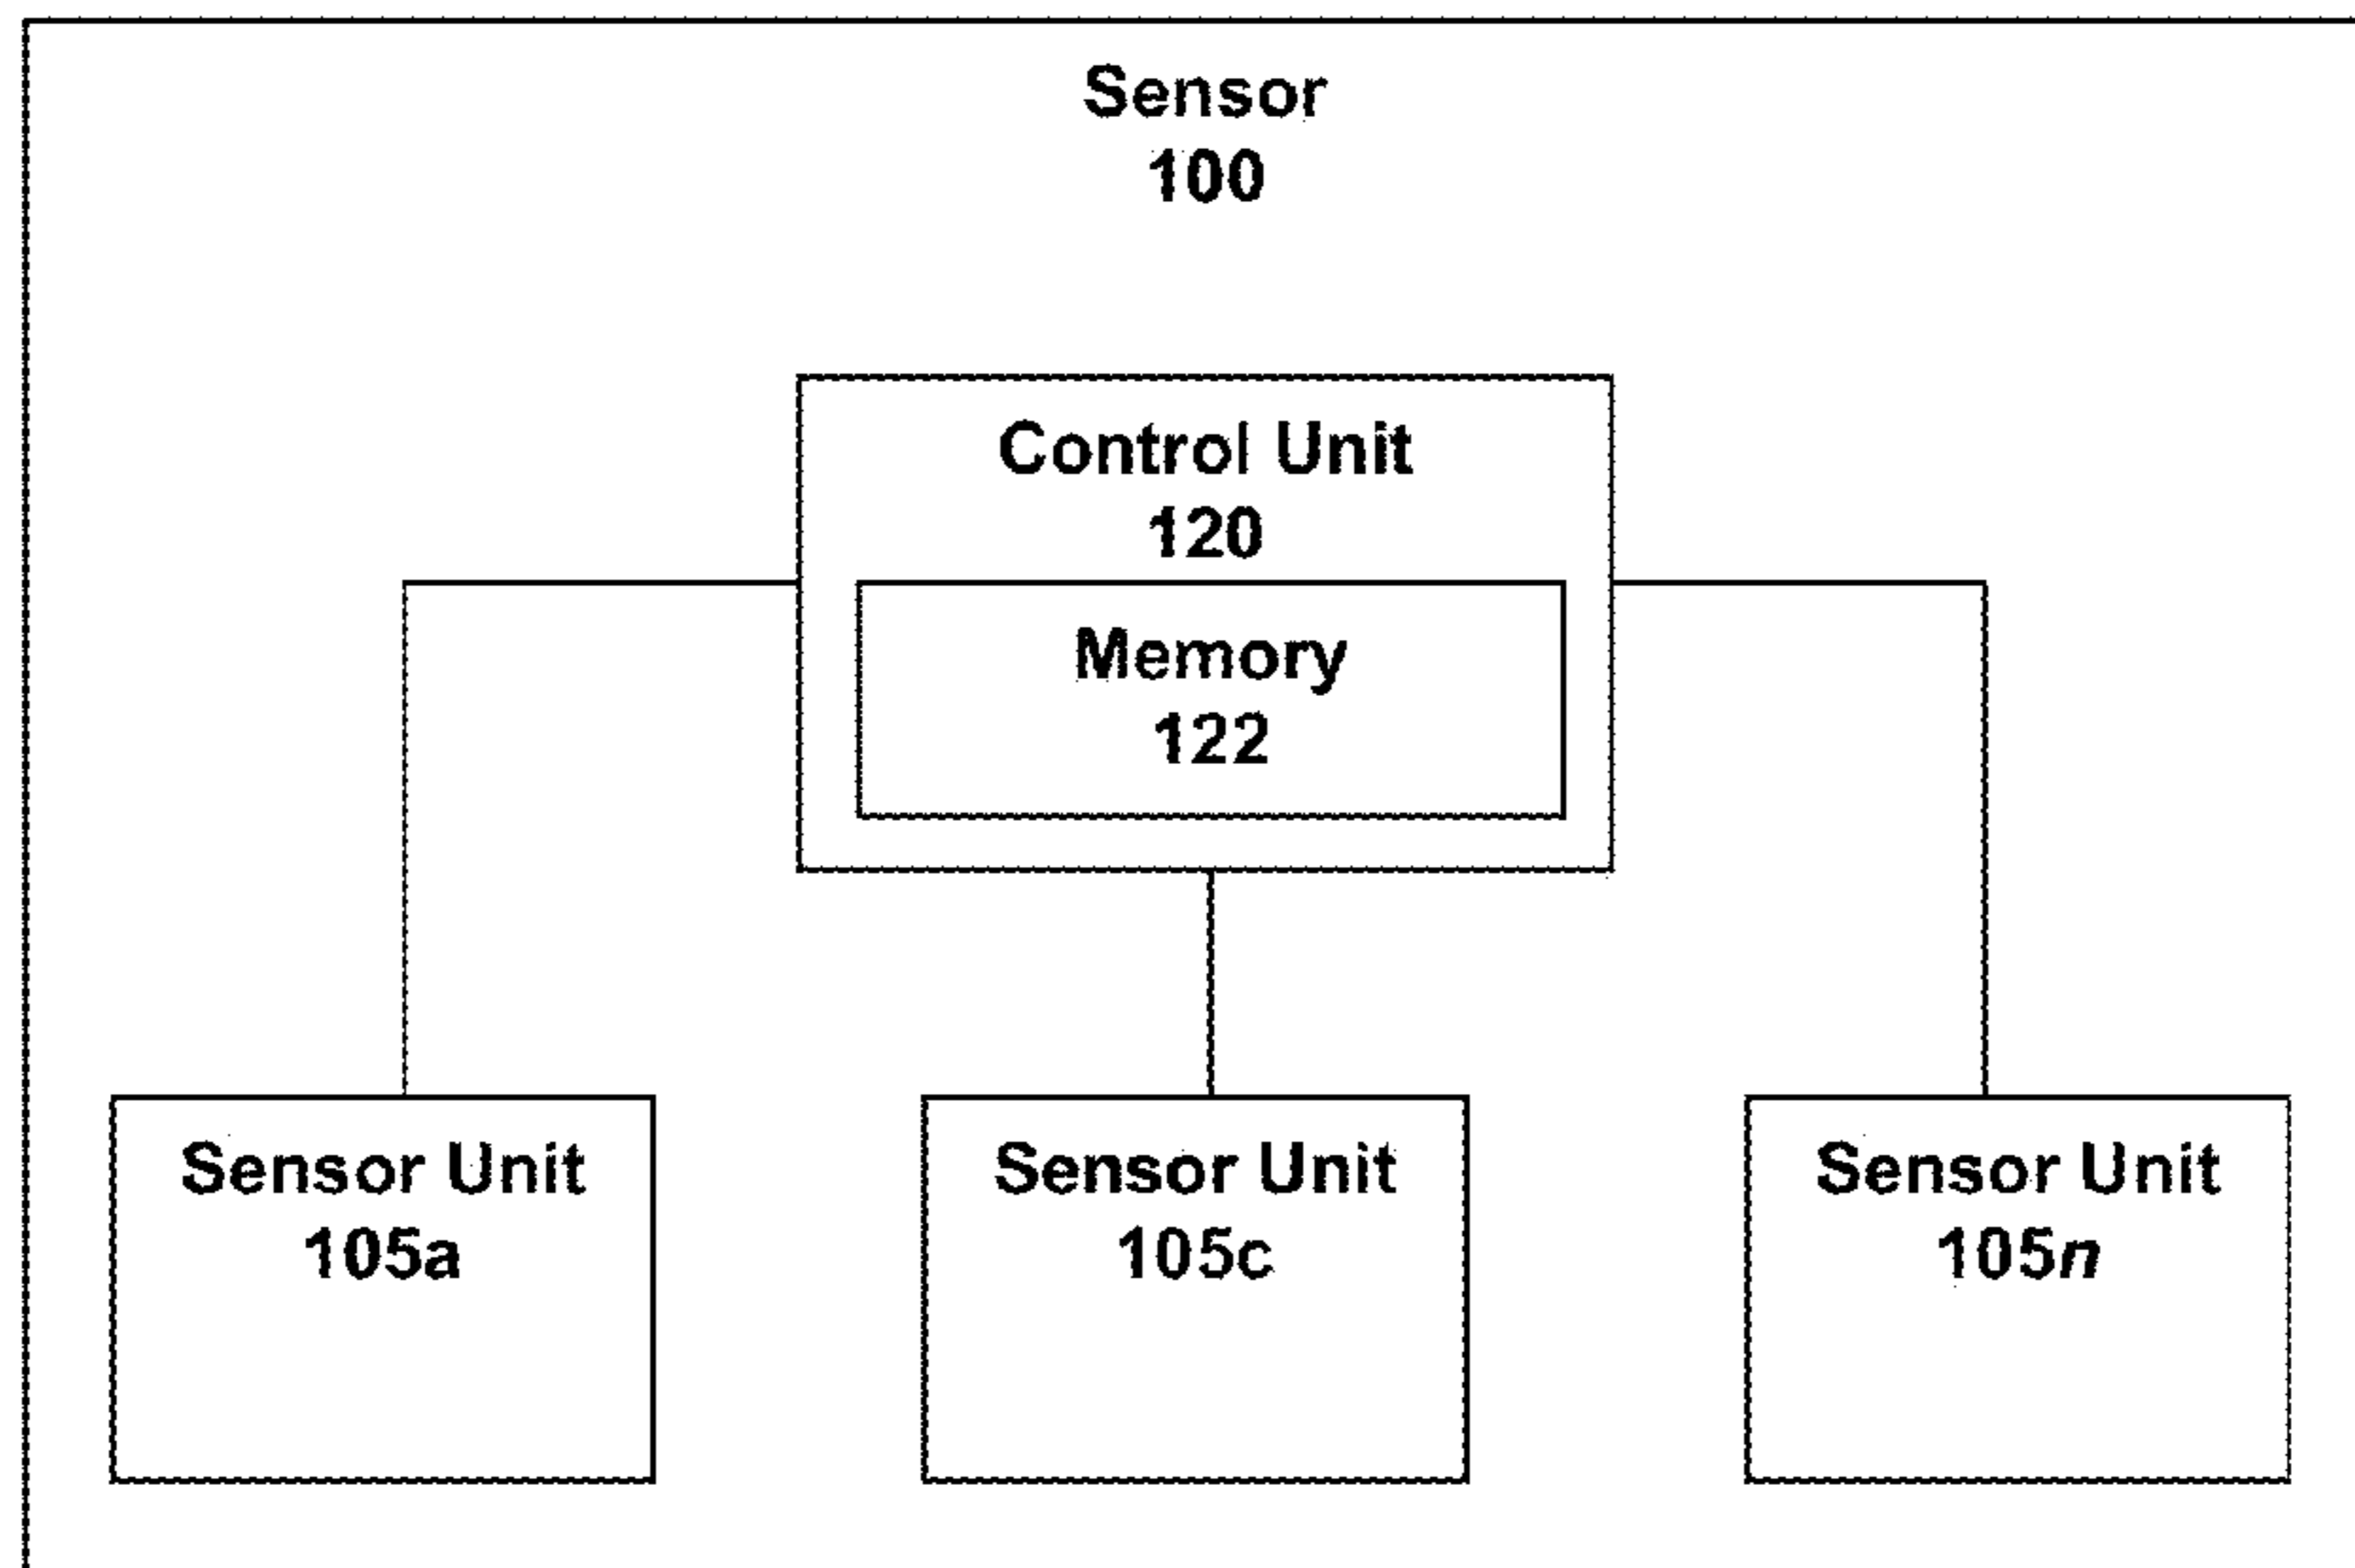 Sensor
100
Control Unit
120
Memory
122
Sensor Unit
105a
Sensor Unit
105c
Sensor Unit
105n